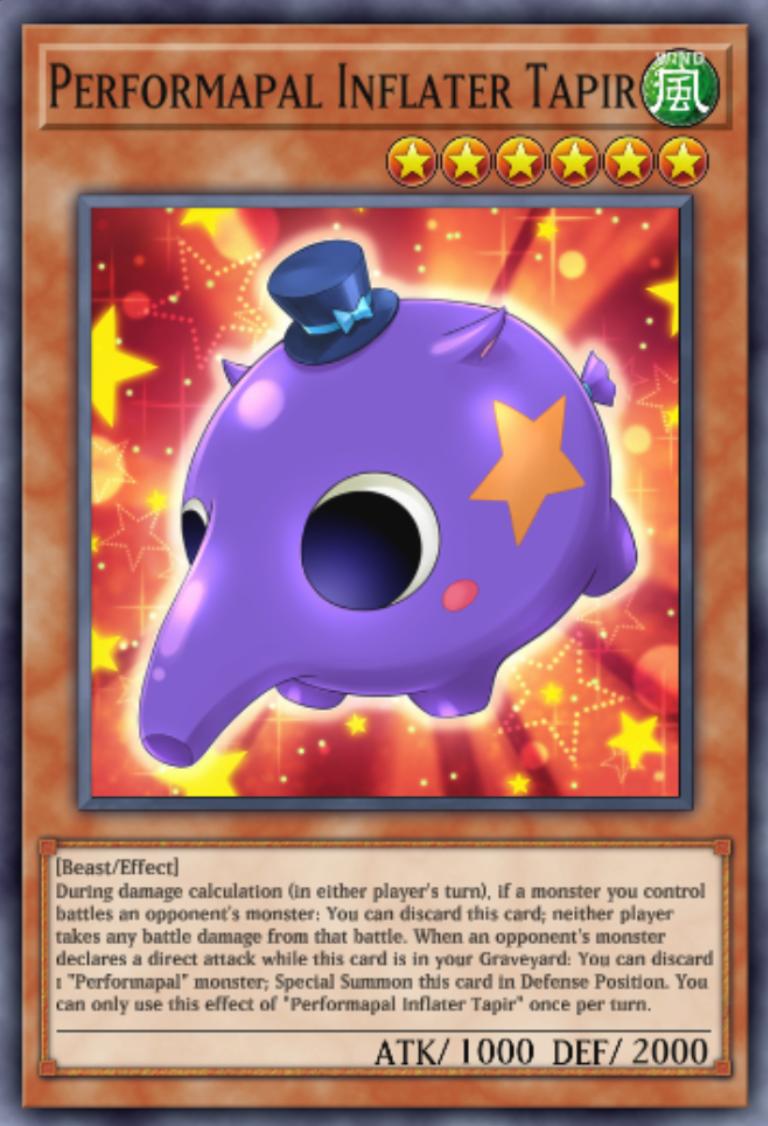 PERFORMAPAL INFLATER TAPIR
WIND
風
[Beast/Effect]
During damage calculation (in either player's turn), if a monster you control
battles an opponent's monster: You can discard this card; neither player
takes any battle damage from that battle. When an opponent's monster
declares a direct attack while this card is in your Graveyard: You can discard
1 "Performapal" monster; Special Summon this card in Defense Position. You
can only use this effect of "Performapal Inflater Tapir" once per turn.
ATK/ 1000 DEF/ 2000